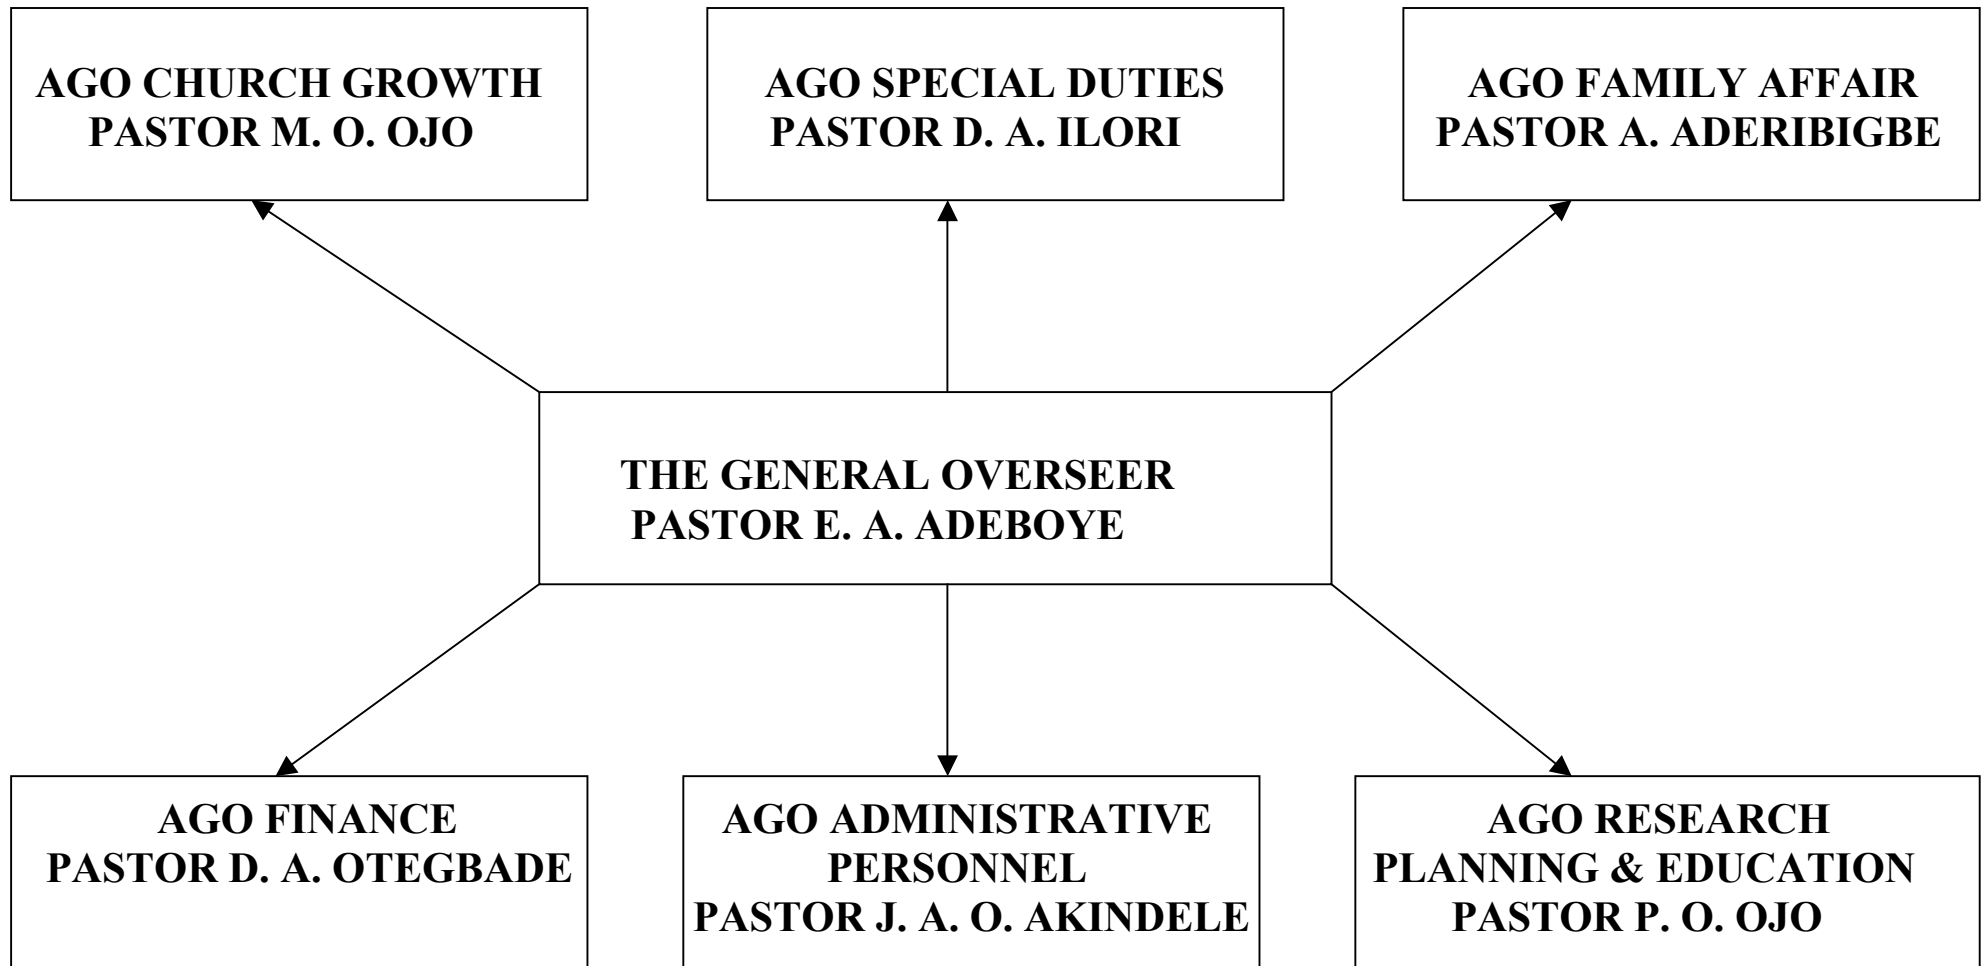 AGO CHURCH GROWTH
PASTOR M. O. OJO
AGO SPECIAL DUTIES
PASTOR D. A. ILORI
AGO FAMILY AFFAIR
PASTOR A. ADERIBIGBE
THE GENERAL OVERSEER
PASTOR E. A. ADEBOYE
AGO FINANCE
PASTOR D. A. OTEGBADE
AGO ADMINISTRATIVE
PERSONNEL
PASTOR J. A. O. AKINDELE
AGO RESEARCH
PLANNING & EDUCATION
PASTOR P. O. OJO